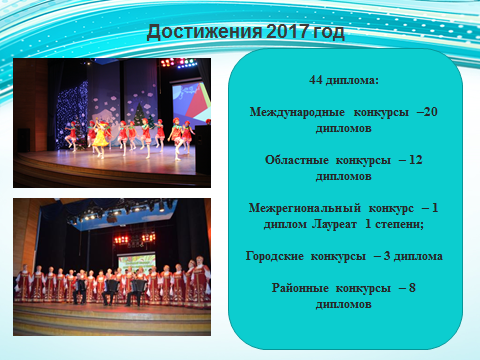 Достижения 2017 год
44 диплома:
Международные конкурсы –20
дипломов
Областные конкурсы – 12
дипломов
Межрегиональный конкурс – 1
диплом Лауреат 1 степени;
Городские конкурсы – 3 диплома
Районные конкурсы – 8
дипломов